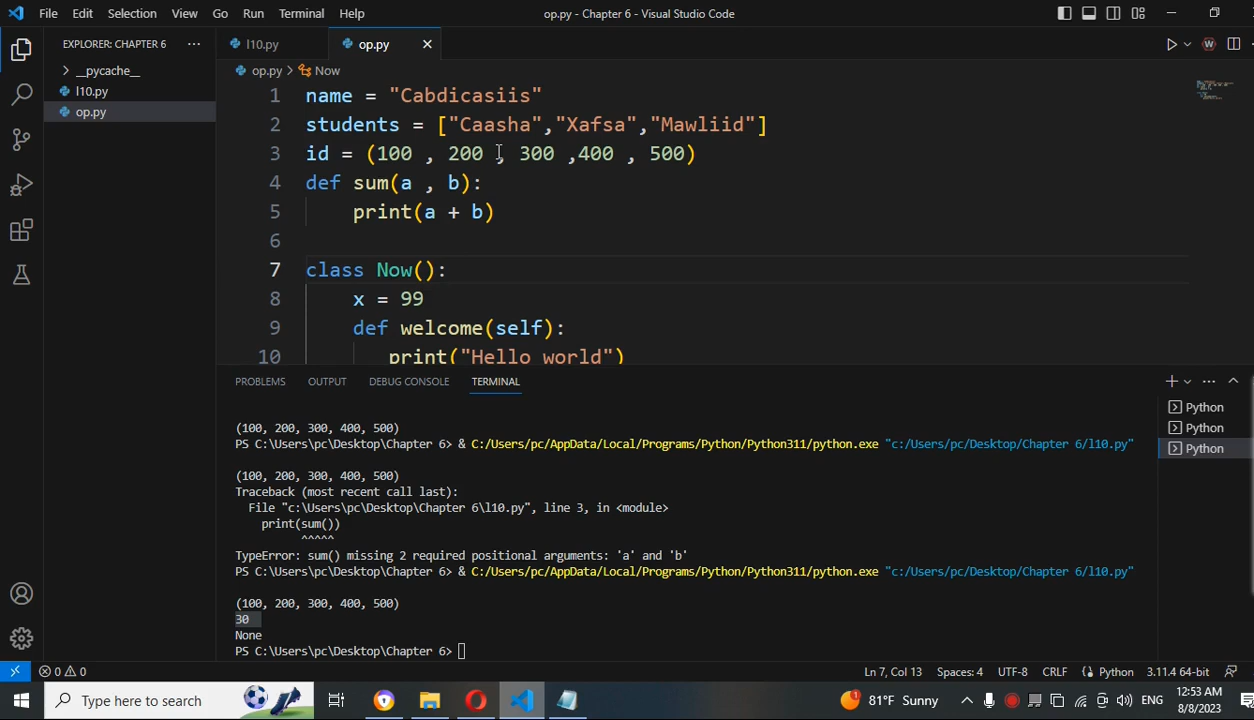 File Edit Selection View Go Run Terminal Help
op.py - Chapter 6 - Visual Studio Code
EXPLORER: CHAPTER 6
__pycache__
l10.py
op.py
l10.py
op.py
op.py > Now
1 name = "Cabdicasiis"
2 students = ["Caasha","Xafsa","Mawliid"]
3 id = (100 , 200 , 300 ,400 , 500)
4 def sum(a , b):
5 print(a + b)
6
7 class Now():
8 x = 99
9 def welcome(self):
10 print("Hello world")
PROBLEMS OUTPUT DEBUG CONSOLE TERMINAL
(100, 200, 300, 400, 500)
PS C:\Users\pc\Desktop\Chapter 6> & C:/Users/pc/AppData/Local/Programs/Python/Python311/python.exe "c:/Users/pc/Desktop/Chapter 6/l10.py"
(100, 200, 300, 400, 500)
Traceback (most recent call last):
File "c:\Users\pc\Desktop\Chapter 6\l10.py", line 3, in <module>
print(sum())
^^^^^
TypeError: sum() missing 2 required positional arguments: 'a' and 'b'
PS C:\Users\pc\Desktop\Chapter 6> & C:/Users/pc/AppData/Local/Programs/Python/Python311/python.exe "c:/Users/pc/Desktop/Chapter 6/l10.py"
(100, 200, 300, 400, 500)
30
None
PS C:\Users\pc\Desktop\Chapter 6>
Python
Python
Python
0 0
Ln 7, Col 13 Spaces: 4 UTF-8 CRLF Python 3.11.4 64-bit
Type here to search
1 81°F Sunny
ENG
12:53 AM
8/8/2023